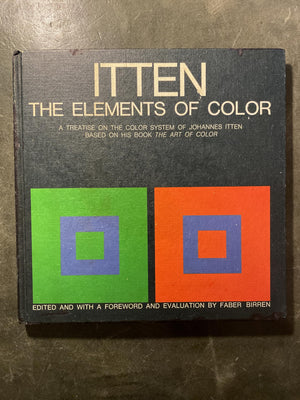 ITTEN
THE ELEMENTS OF COLOR
A TREATISE ON THE COLOR SYSTEM OF JOHANNES ITTEN
BASED ON HIS BOOK THE ART OF COLOR
EDITED AND WITH A FOREWORD AND EVALUATION BY FABER BIRREN